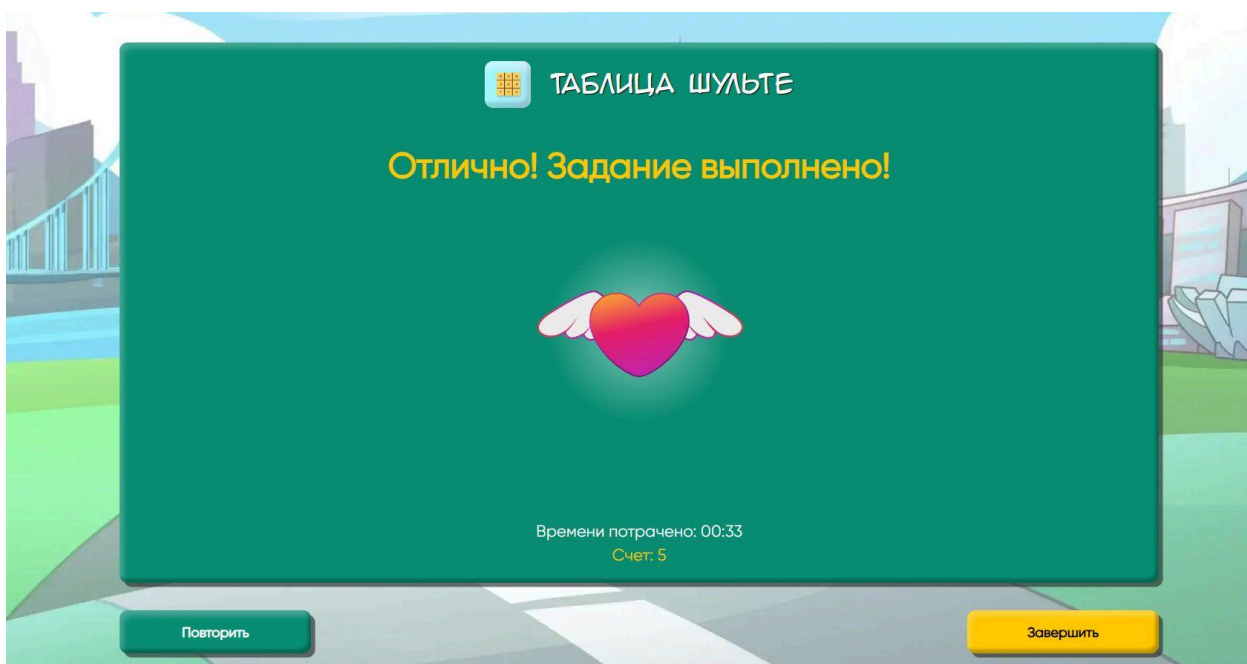 ТАБЛИЦА ШУЛЬТЕ
Отлично! Задание выполнено!
Времени потрачено: 00:33
Счет: 5
Повторить
Завершить